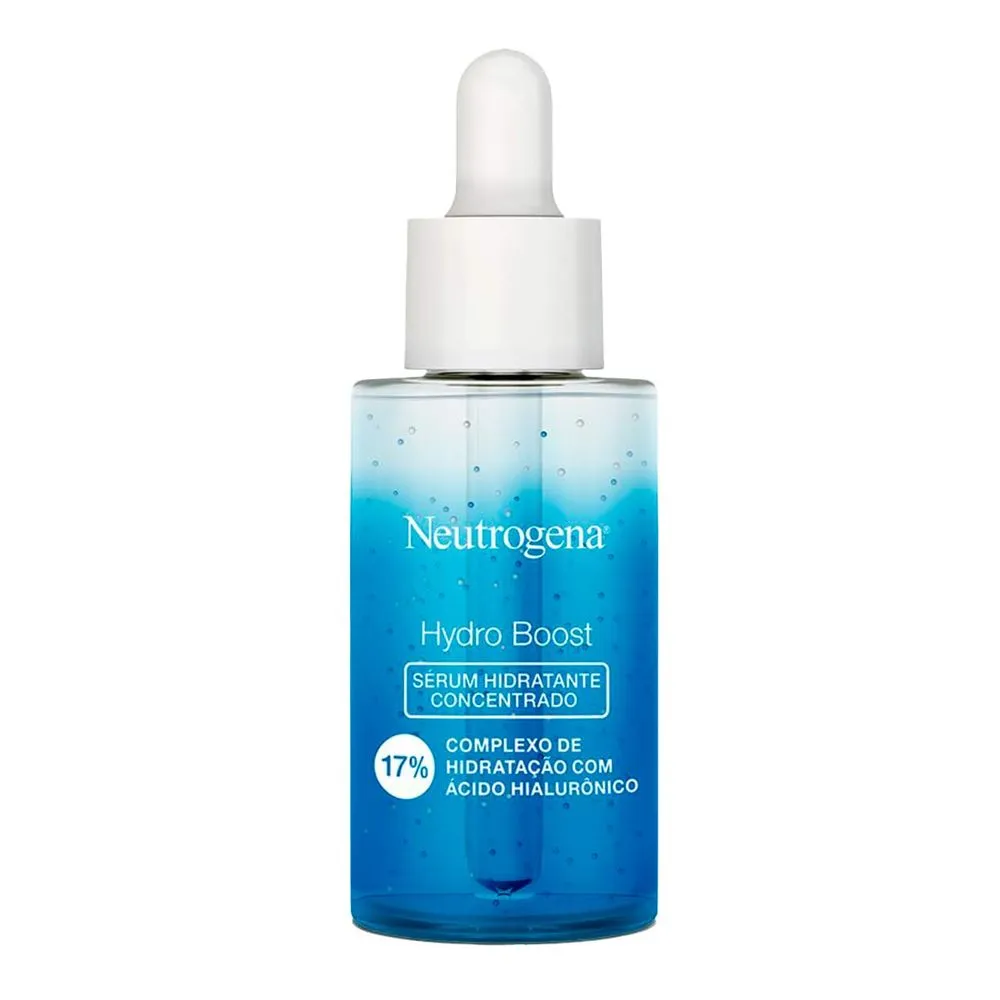 Neutrogena®
Hydro Boost
SÉRUM HIDRATANTE
CONCENTRADO
17%
COMPLEXO DE
HIDRATAÇÃO COM
ÁCIDO HIALURÔNICO